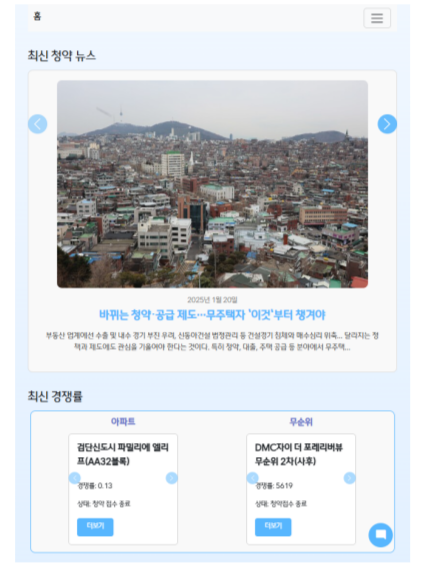 홈
최신 청약 뉴스
2025년 1월 20일
바뀌는 청약·공급 제도…무주택자 '이것'부터 챙겨야
부동산 업계에선 수출 및 내수 경기 부진 우려, 신동아건설 법정관리 등 건설경기 침체와 매수심리 위축... 달라지는 정
책과 제도에도 관심을 기울여야 한다는 것이다. 특히 청약, 대출, 주택 공급 등 분야에서 무주택...
최신 경쟁률
아파트
무순위
검단신도시 파밀리에 엘리
프(AA32블록)
경쟁률: 0.13
상태: 청약 접수 종료
더보기
DMC자이 더 포레리버뷰
무순위 2차(사후)
경쟁률: 5619
상태: 청약접수 종료
더보기